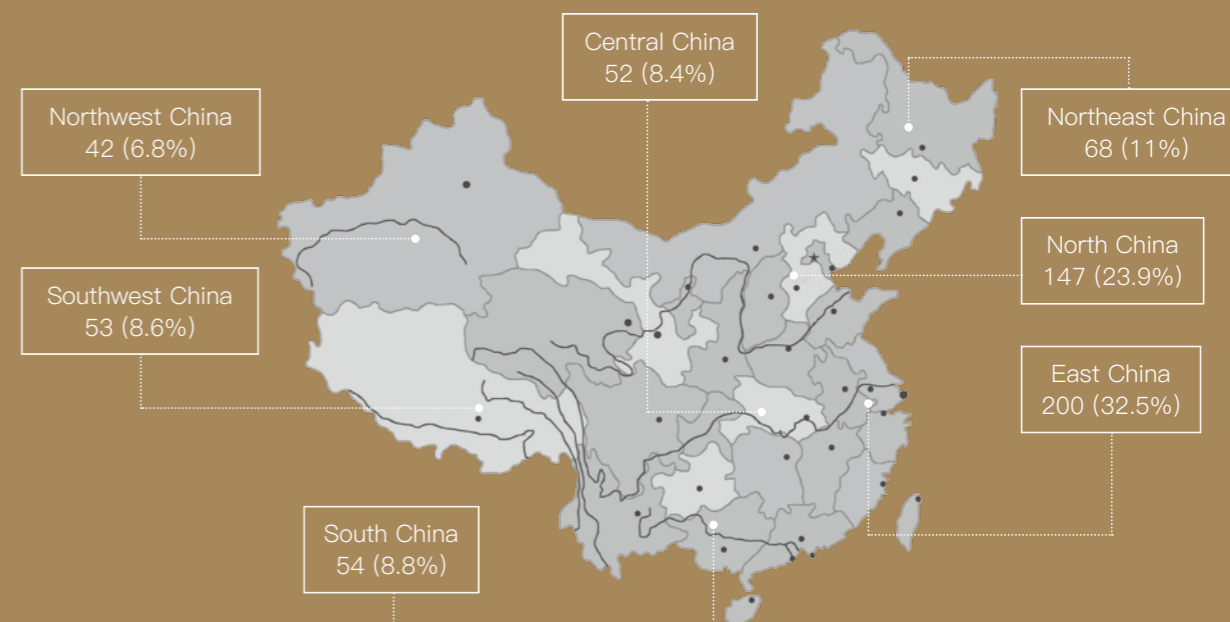 Central China
52 (8.4%)
Northwest China
42 (6.8%)
Northeast China
68 (11%)
North China
147 (23.9%)
Southwest China
53 (8.6%)
East China
200 (32.5%)
South China
54 (8.8%)